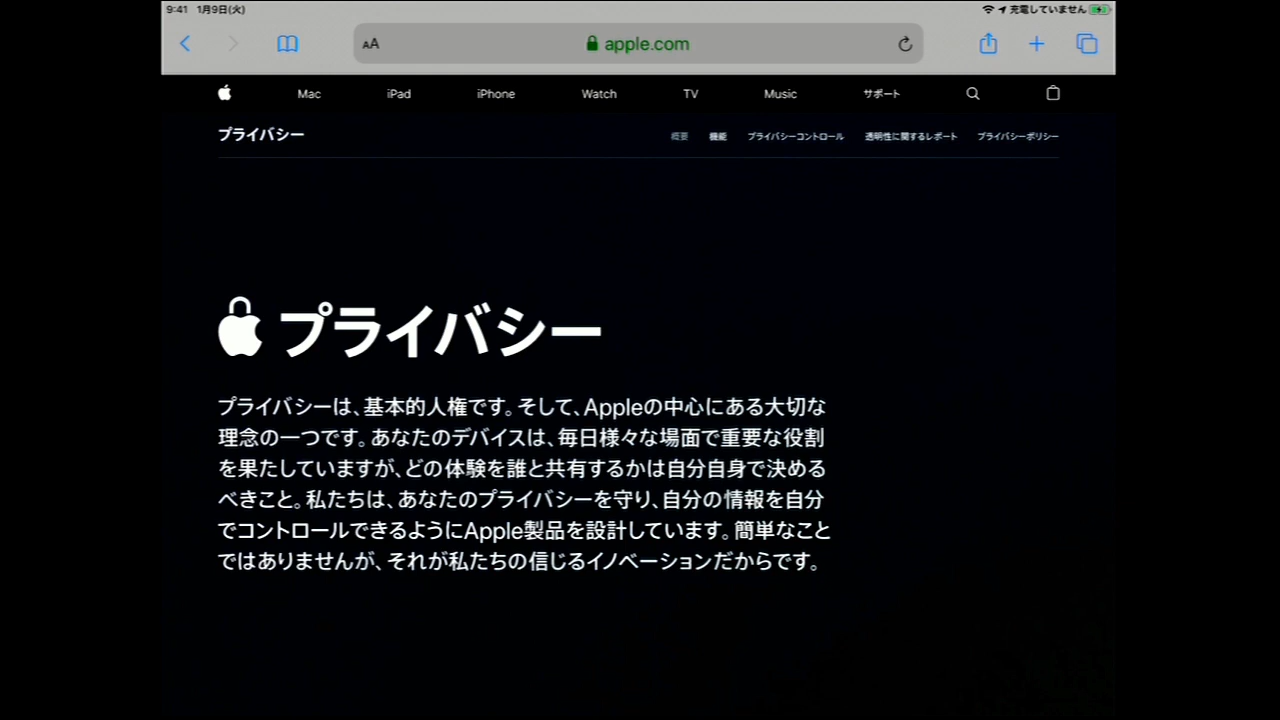 9:41 1月9日(火) 充電していません
AA apple.com
Mac iPad iPhone Watch TV Music サポート
プライバシー 概要 機能 プライバシーコントロール 透明性に関するレポート プライバシーポリシー
プライバシー
プライバシーは、基本的人権です。そして、Appleの中心にある大切な
理念の一つです。あなたのデバイスは、毎日様々な場面で重要な役割
を果たしていますが、どの体験を誰と共有するかは自分自身で決める
べきこと。私たちは、あなたのプライバシーを守り、自分の情報を自分
でコントロールできるようにApple製品を設計しています。簡単なこと
ではありませんが、それが私たちの信じるイノベーションだからです。